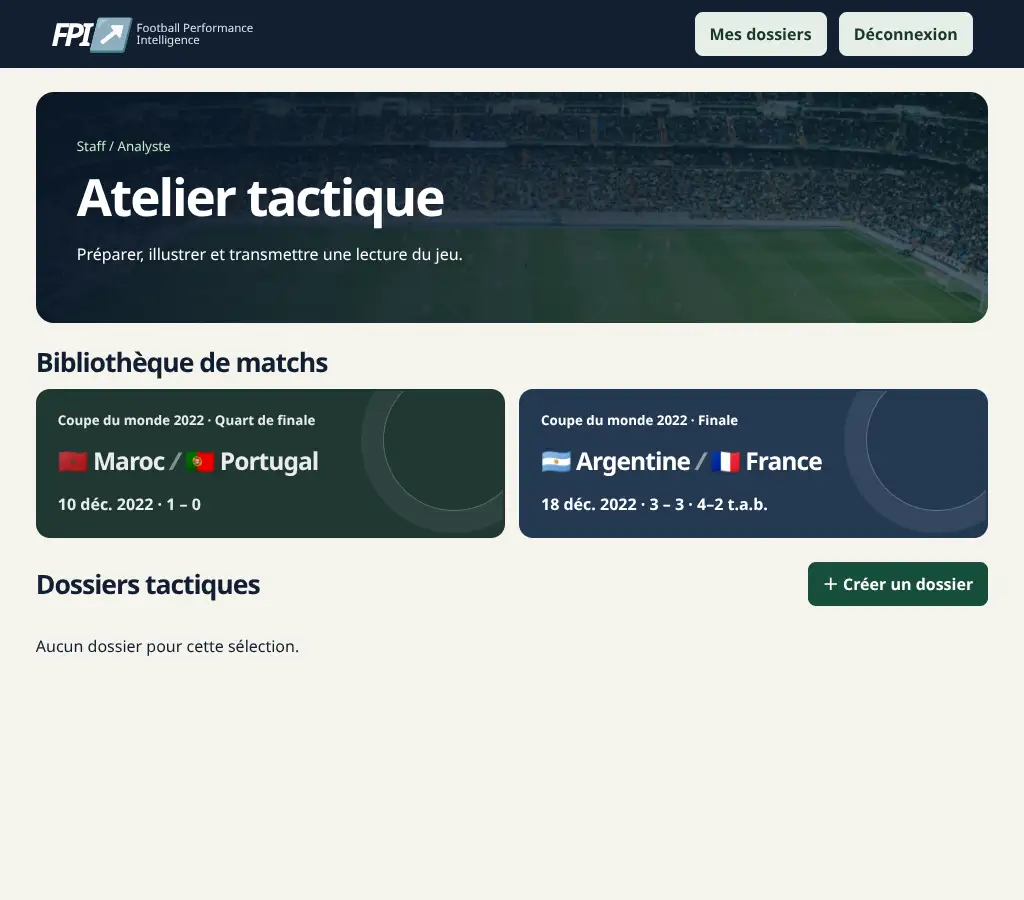 FPI Football Performance
Intelligence
Mes dossiers
Déconnexion
Staff / Analyste
Atelier tactique
Préparer, illustrer et transmettre une lecture du jeu.
Bibliothèque de matchs
Coupe du monde 2022 · Quart de finale
Maroc / Portugal
10 déc. 2022 · 1 – 0
Coupe du monde 2022 · Finale
Argentine / France
18 déc. 2022 · 3 – 3 · 4–2 t.a.b.
Dossiers tactiques
+ Créer un dossier
Aucun dossier pour cette sélection.